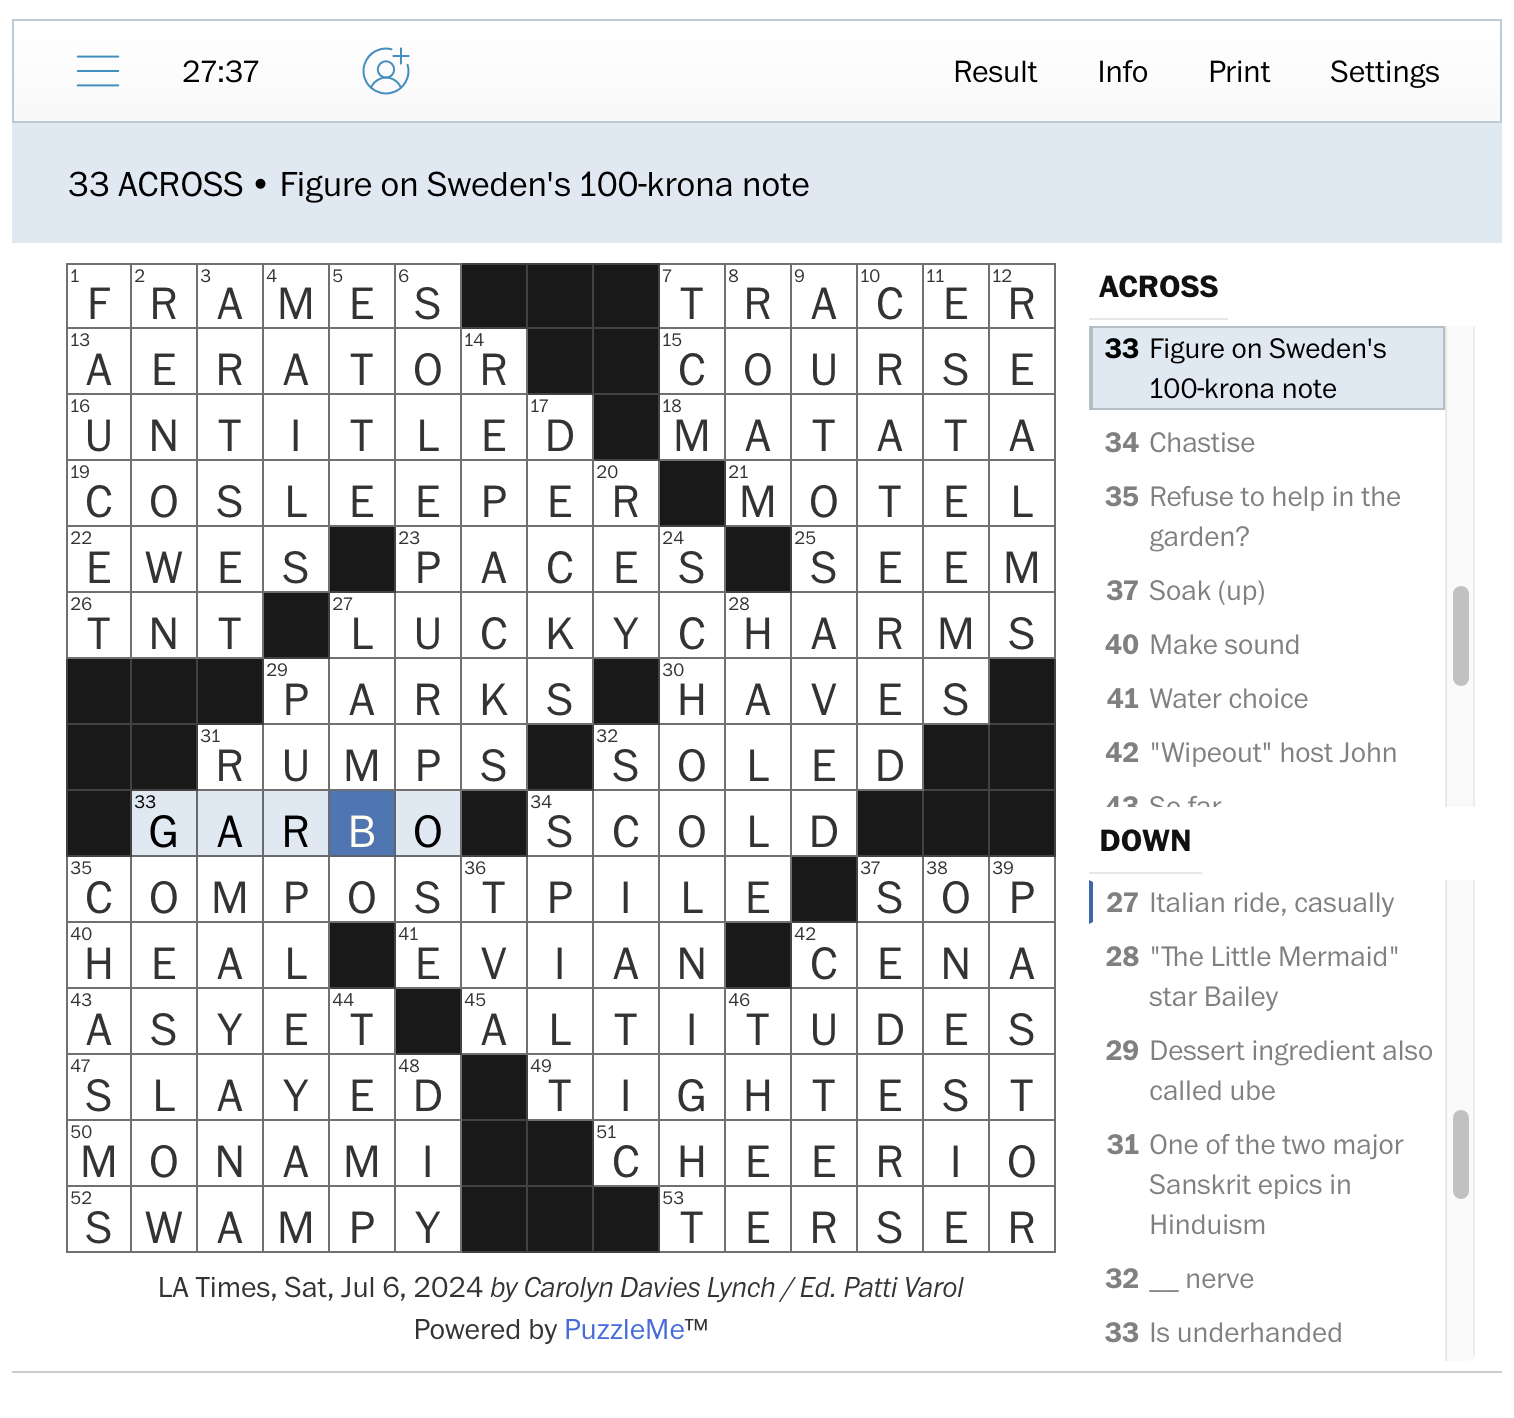 27:37 Result Info Print Settings
33 ACROSS • Figure on Sweden's 100-krona note
1 2 3 4 5 6 7 8 9 10 11 12
F R A M E S T R A C E R
13 14 15
A E R A T O R C O U R S E
16 17 18
U N T I T L E D M A T A T A
19 20 21
C O S L E E P E R M O T E L
22 23 24 25
E W E S P A C E S S E E M
26 27 28
T N T L U C K Y C H A R M S
29 30
P A R K S H A V E S
31 32
R U M P S S O L E D
33 34
G A R B O S C O L D
35 36 37 38 39
C O M P O S T P I L E S O P
40 41 42
H E A L E V I A N C E N A
43 44 45 46
A S Y E T A L T I T U D E S
47 48 49
S L A Y E D T I G H T E S T
50 51
M O N A M I C H E E R I O
52 53
S W A M P Y T E R S E R
LA Times, Sat, Jul 6, 2024 by Carolyn Davies Lynch / Ed. Patti Varol
Powered by PuzzleMe™
ACROSS
33 Figure on Sweden's
100-krona note
34 Chastise
35 Refuse to help in the
garden?
37 Soak (up)
40 Make sound
41 Water choice
42 "Wipeout" host John
43 So far
DOWN
27 Italian ride, casually
28 "The Little Mermaid"
star Bailey
29 Dessert ingredient also
called ube
31 One of the two major
Sanskrit epics in
Hinduism
32 __ nerve
33 Is underhanded